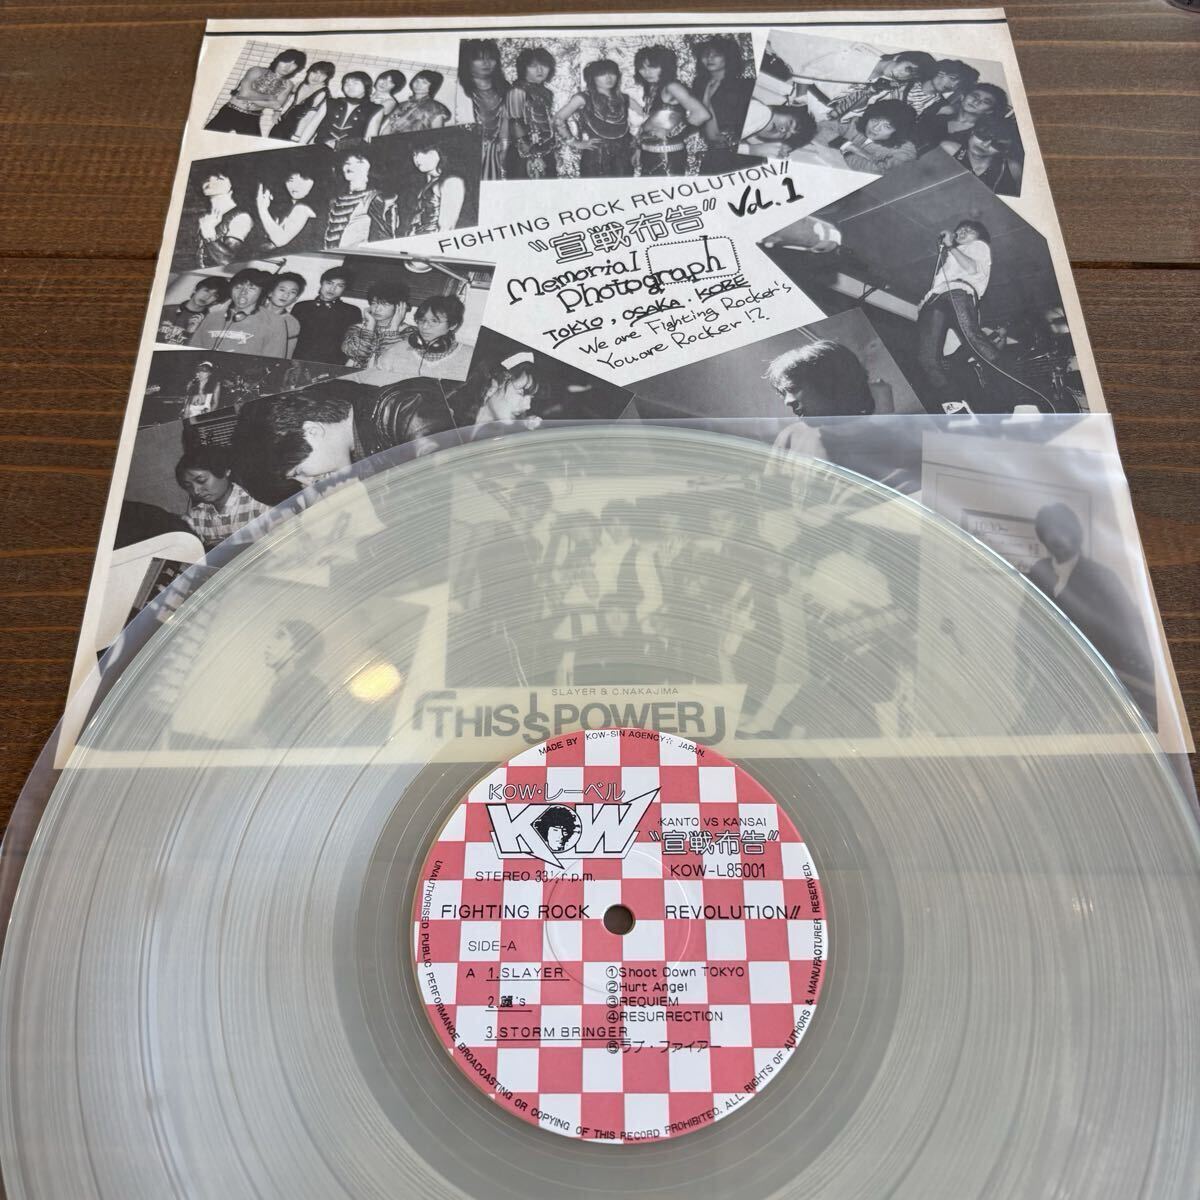 FIGHTING ROCK REVOLUTION!!
〝宣戦布告〟 VOL.1
Memorial
Photograph
TOKYO, OSAKA, KOBE
We are Fighting Rocker's
You are Rocker !?
SLAYER & C.NAKAJIMA
「THIS IS POWER」
MADE BY KOW-SIN AGENCY☆ JAPAN.
KOW・レーベル
KOW
KANTO VS KANSAI
〝宣戦布告〟
STEREO 33⅓r.p.m.
KOW-L85001
FIGHTING ROCK REVOLUTION!!
SIDE-A
A 1.SLAYER ①Shoot Down TOKYO
②Hurt Angel
2.麗's ③REQUIEM
④RESURRECTION
3.STORM BRINGER
⑤ラブ・ファイアー
UNAUTHORISED PUBLIC PERFORMANCE BROADCASTING OR COPYING OF THIS RECORD PROHIBITED. ALL RIGHTS OF AUTHORS & MANUFACTURER RESERVED.